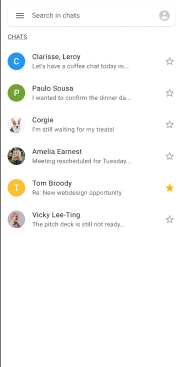 Search in chats
CHATS
C
Clarisse, Leroy
Let's have a coffee chat today m...
P
Paulo Sousa
I wanted to confirm the dinner da...
Corgie
I'm still waiting for my treats!
Amelia Earnest
Meeting rescheduled for Tuesday...
T
Tom Broody
Re: New webdesign opportunity
Vicky Lee-Ting
The pitch deck is still not ready...